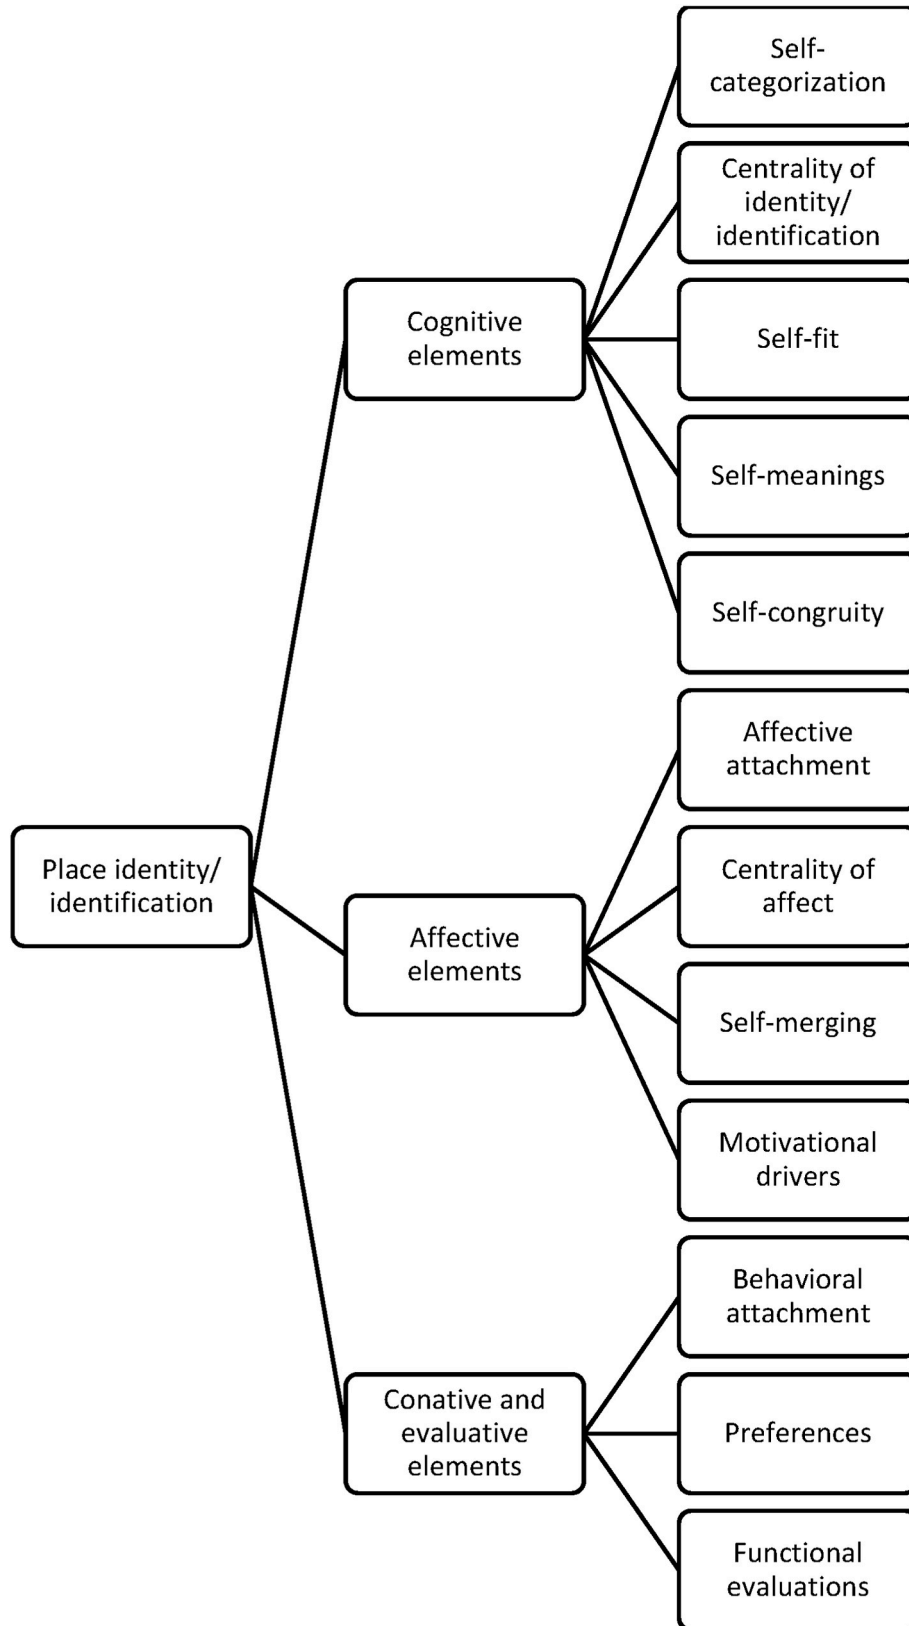 Place identity/
identification
Cognitive
elements
Self-
categorization
Centrality of
identity/
identification
Self-fit
Self-meanings
Self-congruity
Affective
elements
Affective
attachment
Centrality of
affect
Self-merging
Motivational
drivers
Conative and
evaluative
elements
Behavioral
attachment
Preferences
Functional
evaluations